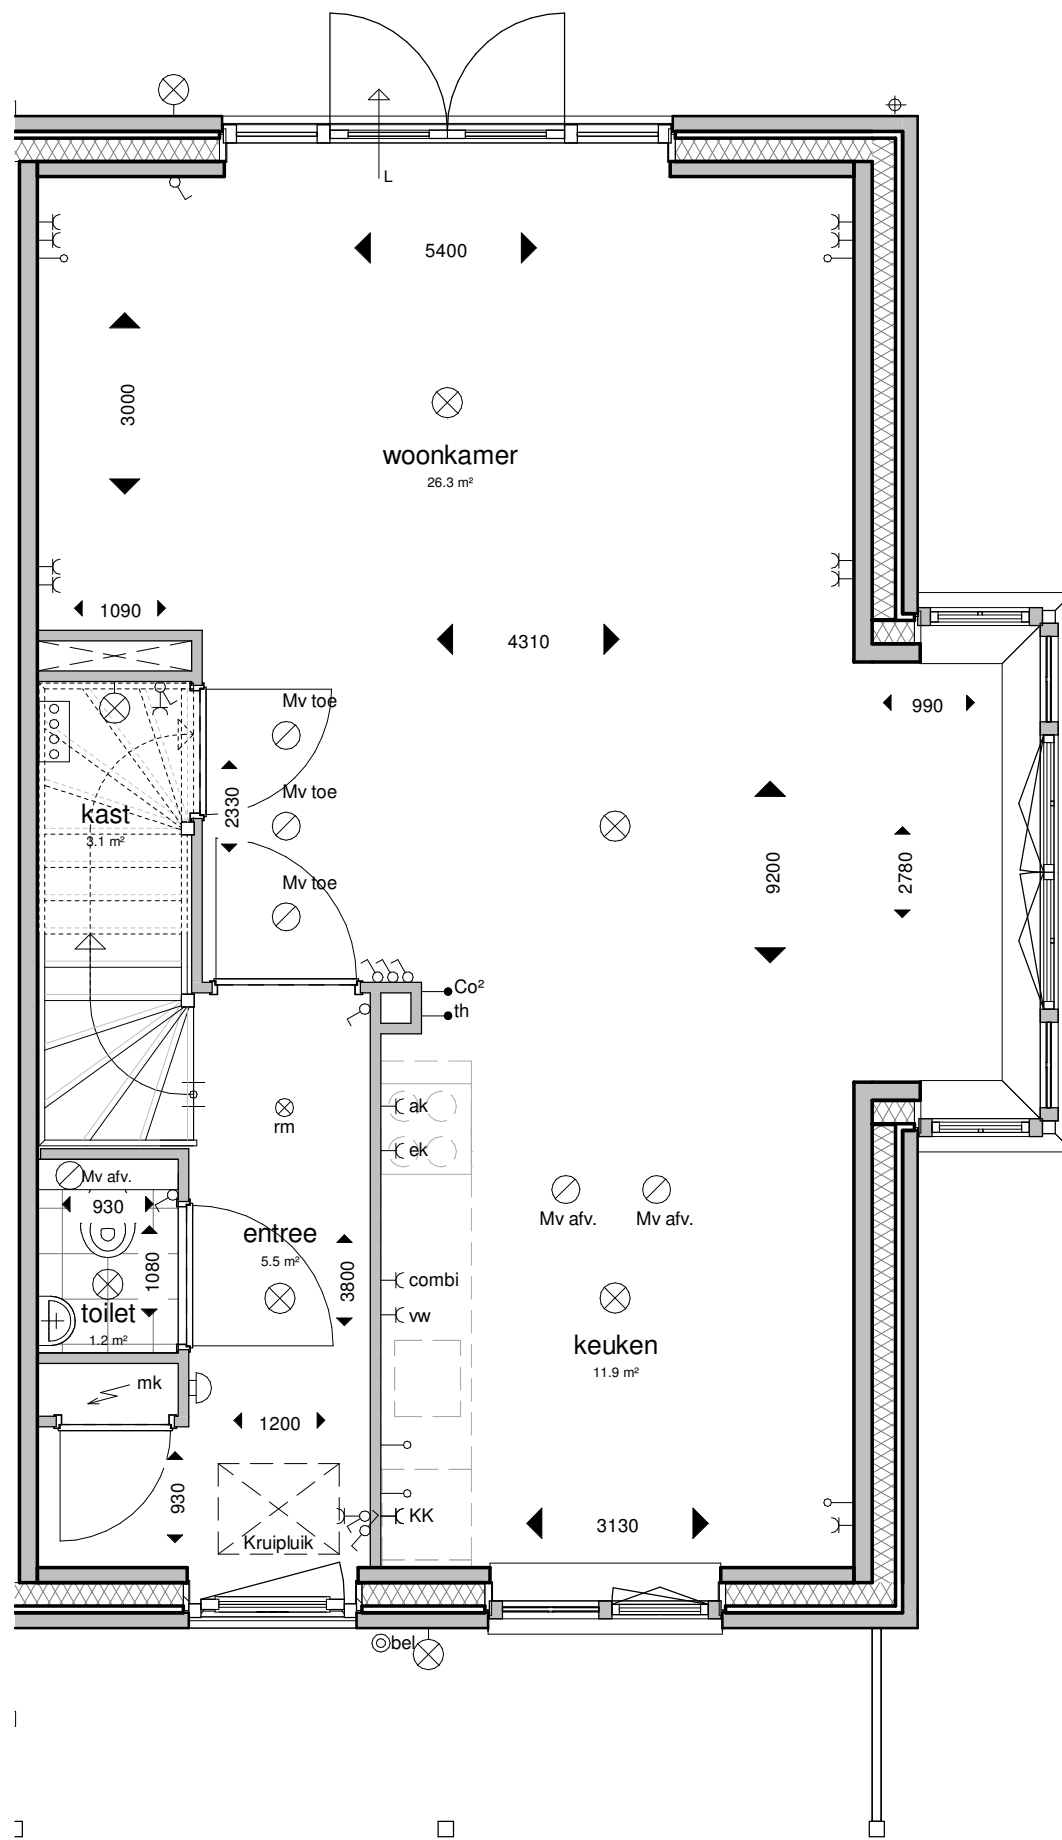 L
5400
3000
woonkamer
26.3 m²
1090
4310
990
Mv toe
2330
Mv toe
kast
3.1 m²
9200
2780
Mv toe
Co²
th
ak
rm
ek
Mv afv.
930
Mv afv.
Mv afv.
entree
5.5 m²
1080
3800
combi
toilet
1.2 m²
vw
keuken
11.9 m²
mk
1200
930
KK
3130
Kruipluik
bel